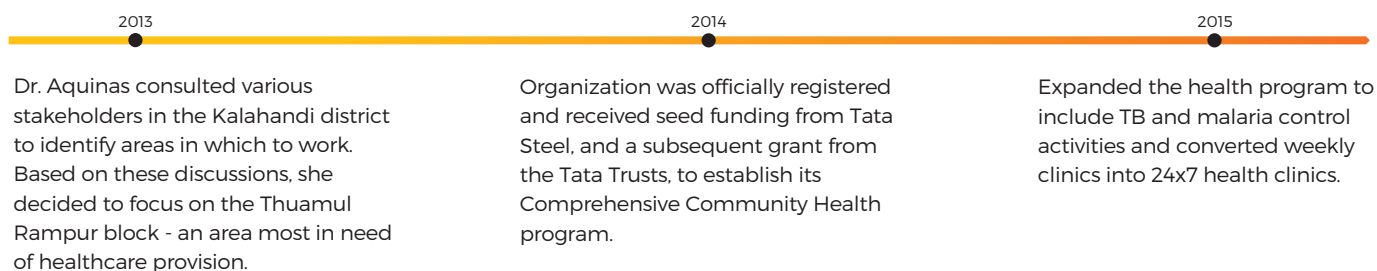 2013
Dr. Aquinas consulted various
stakeholders in the Kalahandi district
to identify areas in which to work.
Based on these discussions, she
decided to focus on the Thuamul
Rampur block - an area most in need
of healthcare provision.
2014
Organization was officially registered
and received seed funding from Tata
Steel, and a subsequent grant from
the Tata Trusts, to establish its
Comprehensive Community Health
program.
2015
Expanded the health program to
include TB and malaria control
activities and converted weekly
clinics into 24x7 health clinics.